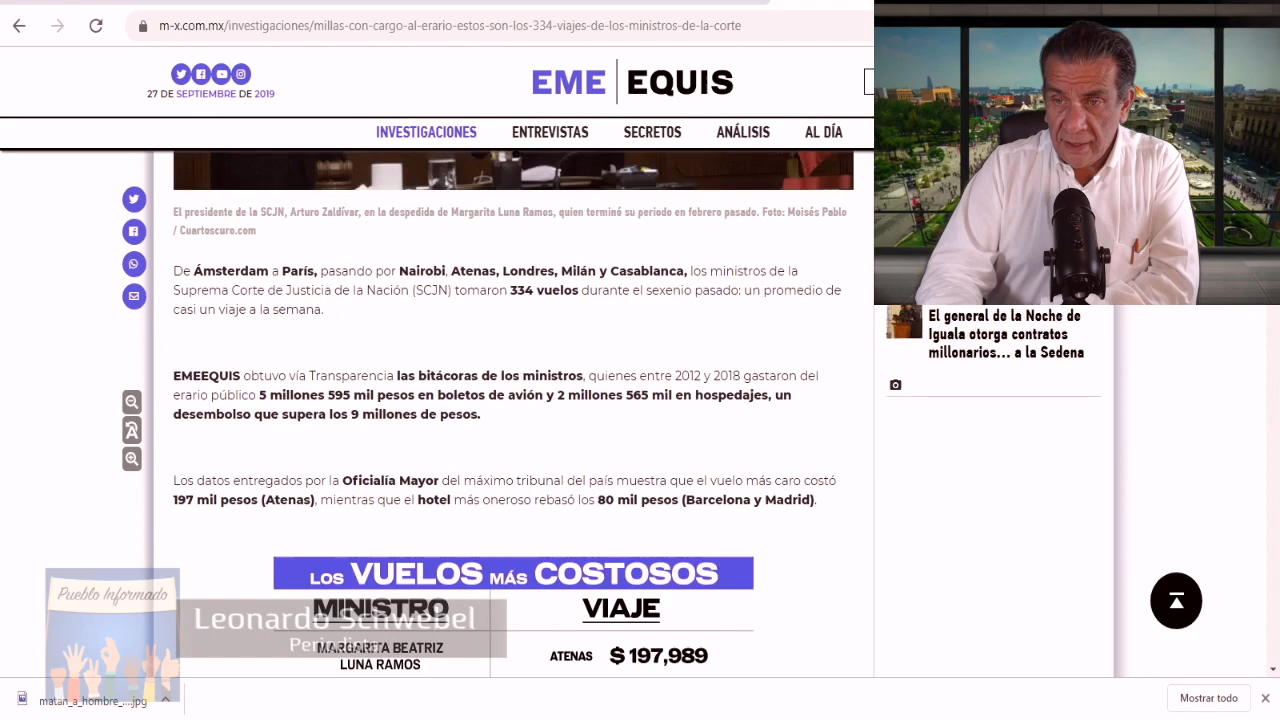 m-x.com.mx/investigaciones/millas-con-cargo-al-erario-estos-son-los-334-viajes-de-los-ministros-de-la-corte
27 DE SEPTIEMBRE DE 2019
EME EQUIS
INVESTIGACIONES ENTREVISTAS SECRETOS ANÁLISIS AL DÍA
El presidente de la SCJN, Arturo Zaldívar, en la despedida de Margarita Luna Ramos, quien terminó su periodo en febrero pasado. Foto: Moisés Pablo
/ Cuartoscuro.com
De Ámsterdam a París, pasando por Nairobi, Atenas, Londres, Milán y Casablanca, los ministros de la
Suprema Corte de Justicia de la Nación (SCJN) tomaron 334 vuelos durante el sexenio pasado: un promedio de
casi un viaje a la semana.
EMEEQUIS obtuvo vía Transparencia las bitácoras de los ministros, quienes entre 2012 y 2018 gastaron del
erario público 5 millones 595 mil pesos en boletos de avión y 2 millones 565 mil en hospedajes, un
desembolso que supera los 9 millones de pesos.
Los datos entregados por la Oficialía Mayor del máximo tribunal del país muestra que el vuelo más caro costó
197 mil pesos (Atenas), mientras que el hotel más oneroso rebasó los 80 mil pesos (Barcelona y Madrid).
LOS VUELOS MÁS COSTOSOS
MINISTRO VIAJE
MARGARITA BEATRIZ
LUNA RAMOS
ATENAS $ 197,989
El general de la Noche de
Iguala otorga contratos
millonarios... a la Sedena
Pueblo Informado
Leonardo Schwebel
Periodista
matan_a_hombre_....jpg
Mostrar todo